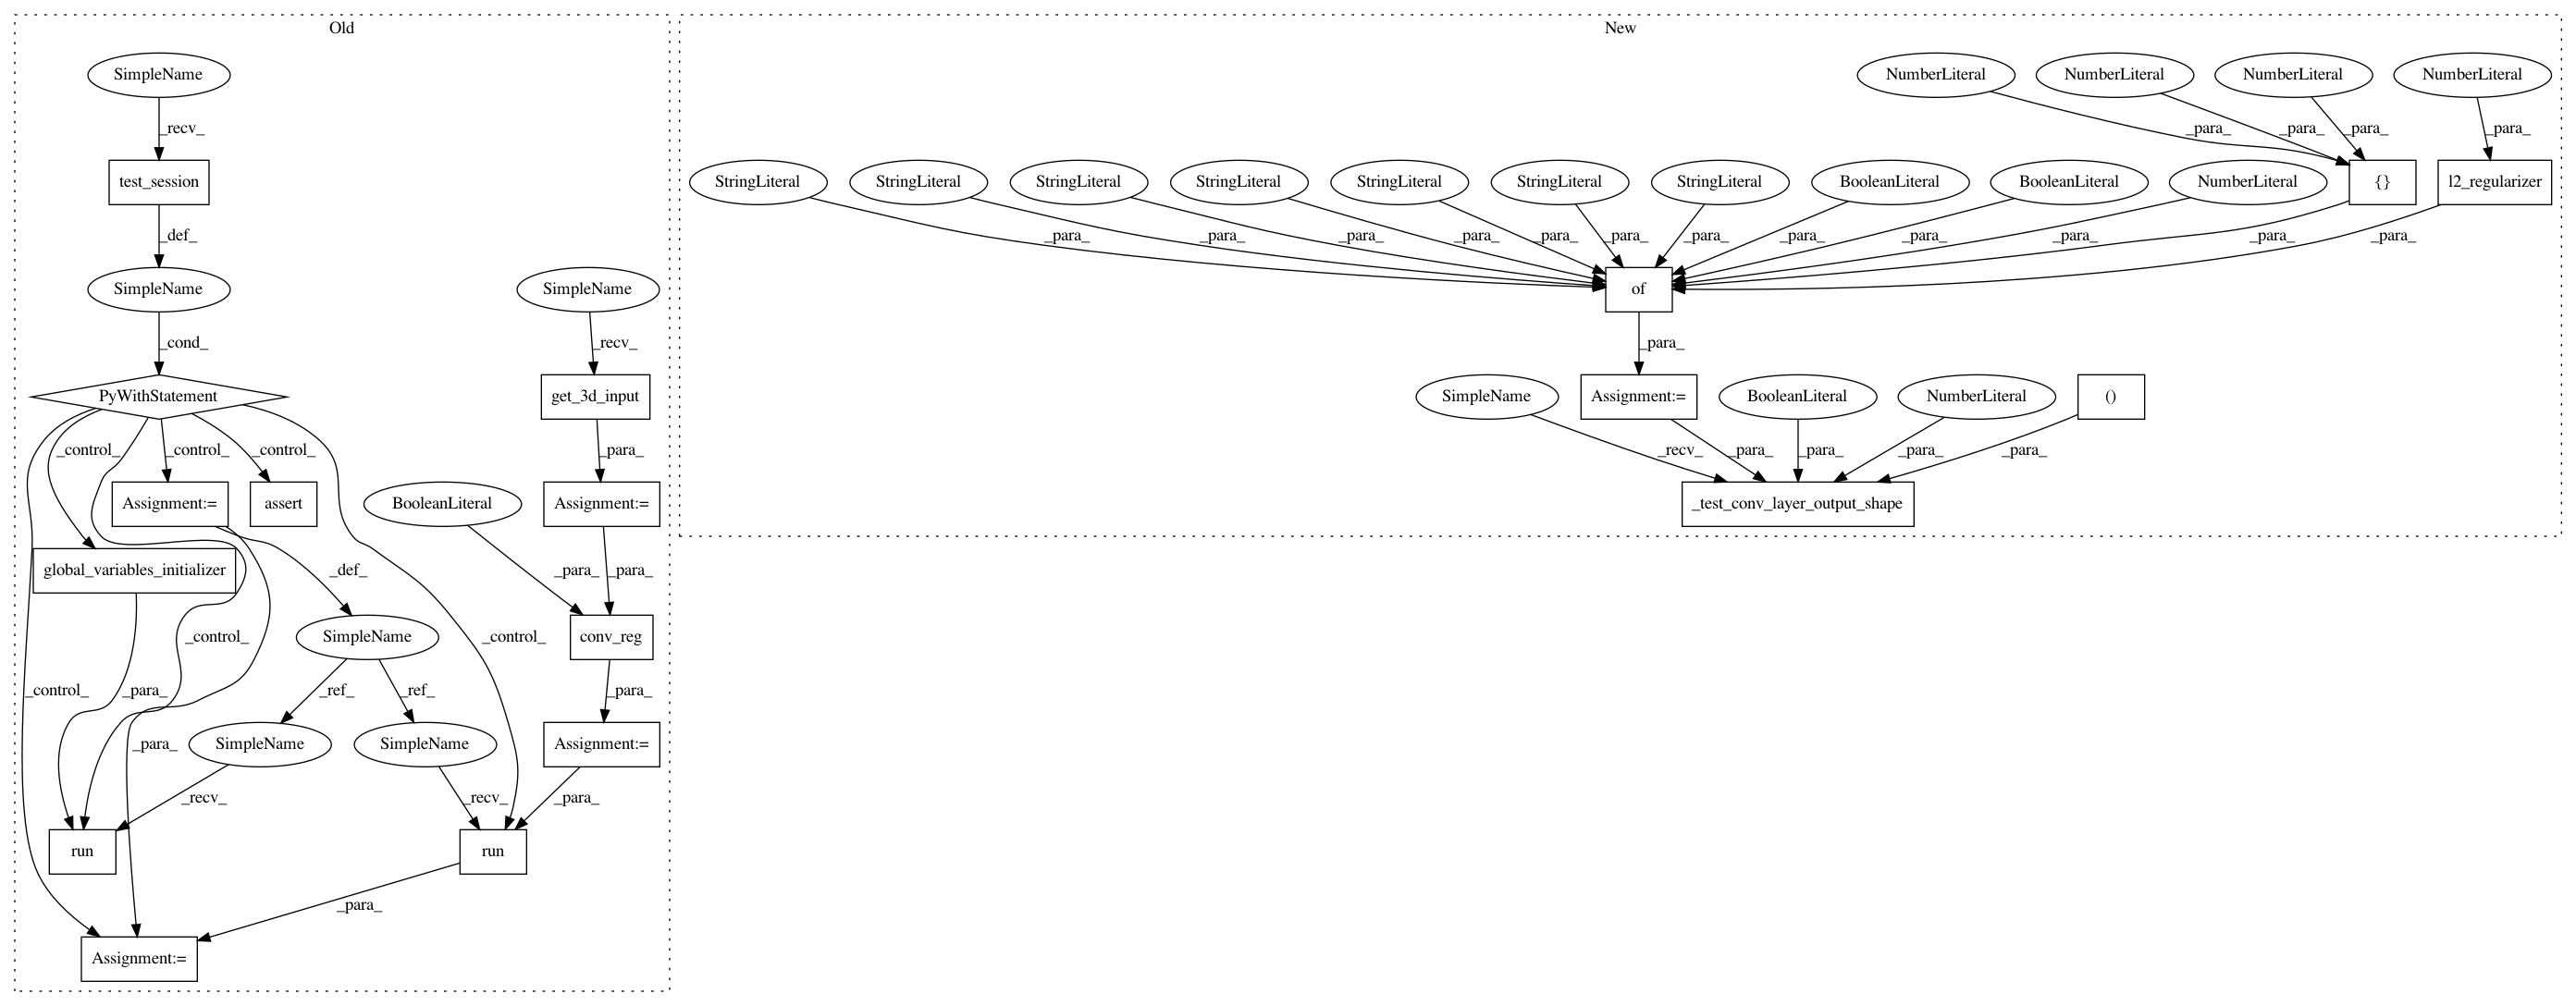 Old
New
SimpleName
NumberLiteral
NumberLiteral
NumberLiteral
NumberLiteral
_recv_
_para_
_para_
_para_
_para_
test_session
StringLiteral
StringLiteral
StringLiteral
StringLiteral
StringLiteral
StringLiteral
StringLiteral
BooleanLiteral
BooleanLiteral
NumberLiteral
{}
l2_regularizer
_def_
_para_
_para_
_para_
_para_
_para_
_para_
_para_
_para_
_para_
_para_
_para_
_para_
SimpleName
SimpleName
of
_cond_
_recv_
_para_
PyWithStatement
get_3d_input
SimpleName
Assignment:=
BooleanLiteral
NumberLiteral
()
_control_
_control_
_control_
_para_
_recv_
_para_
_para_
_para_
_para_
Assignment:=
assert
BooleanLiteral
Assignment:=
_test_conv_layer_output_shape
global_variables_initializer
_def_
_para_
_para_
SimpleName
conv_reg
_control_
_control_
_control_
_para_
_ref_
_ref_
_para_
_para_
SimpleName
SimpleName
Assignment:=
_recv_
_recv_
_para_
run
run
_para_
Assignment:=